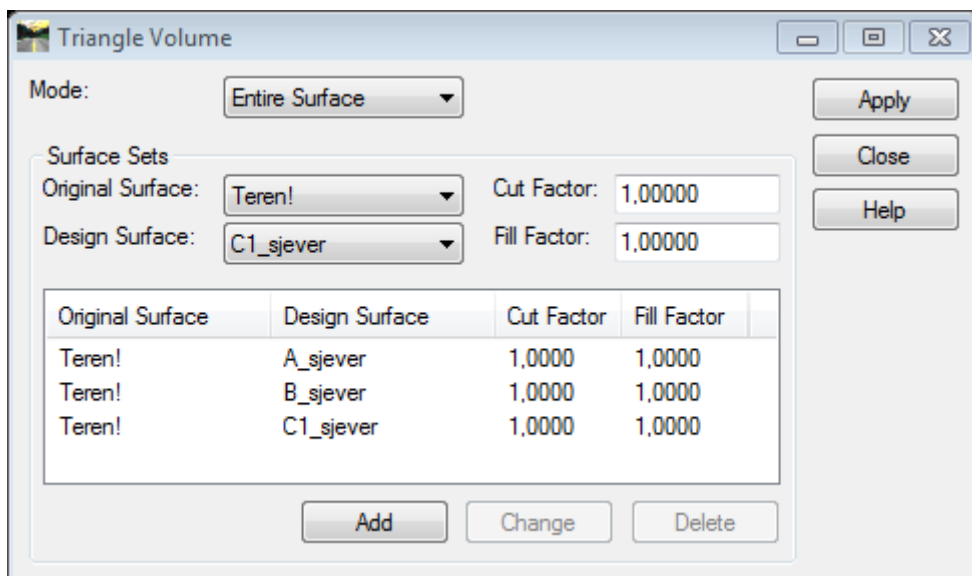 Triangle Volume
Mode: Entire Surface Apply
Surface Sets Close
Original Surface: Teren! Cut Factor: 1,00000 Help
Design Surface: C1_sjever Fill Factor: 1,00000
Original Surface Design Surface Cut Factor Fill Factor
Teren! A_sjever 1,0000 1,0000
Teren! B_sjever 1,0000 1,0000
Teren! C1_sjever 1,0000 1,0000
Add Change Delete